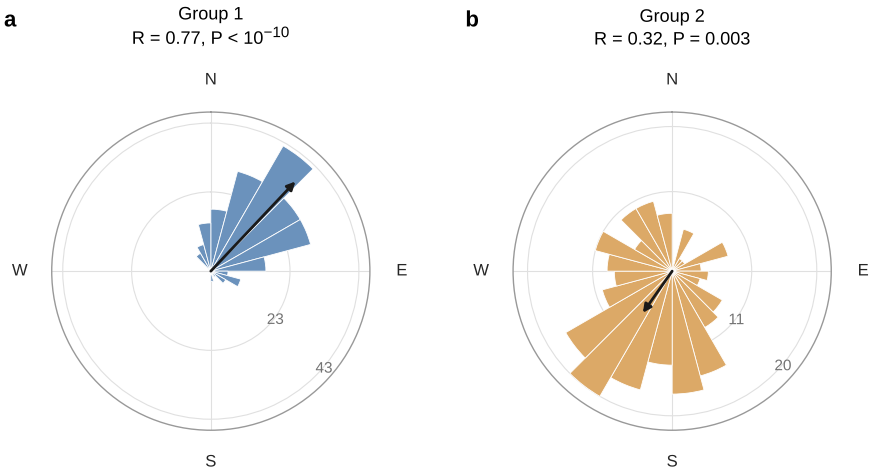 a
Group 1
R = 0.77, P < 10⁻¹⁰
N
W
E
23
43
S
b
Group 2
R = 0.32, P = 0.003
N
W
E
11
20
S